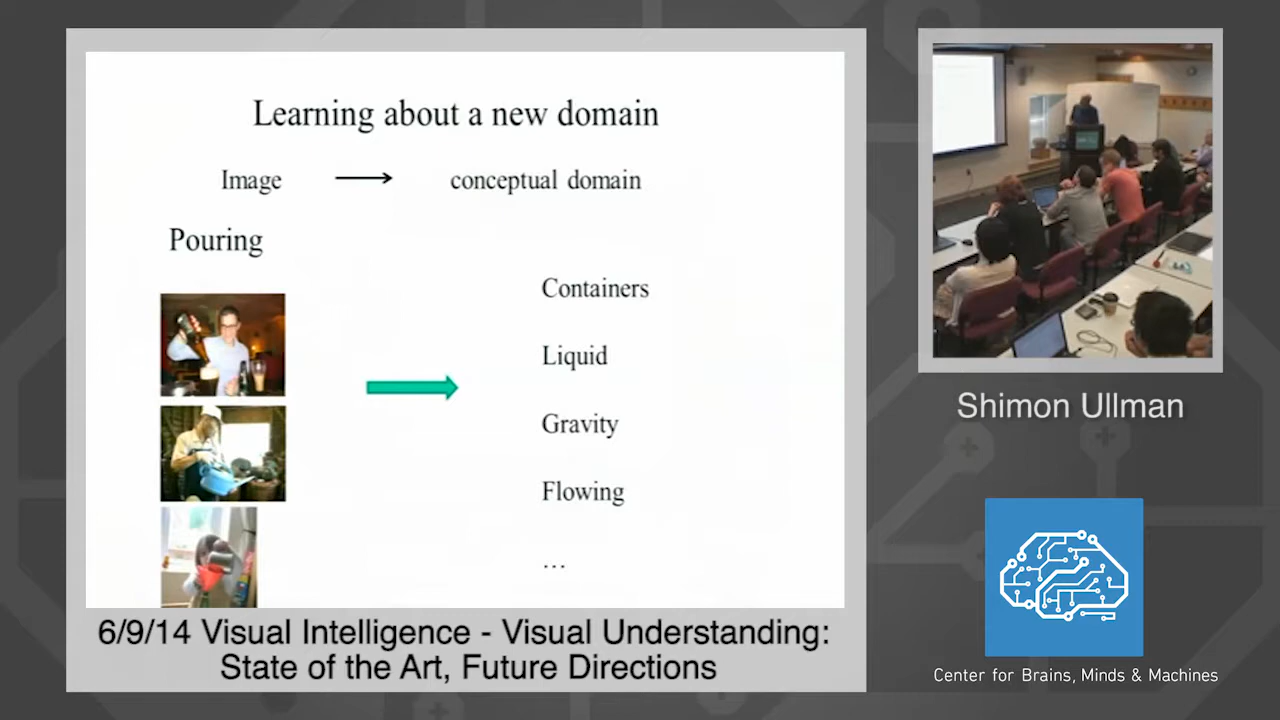 Learning about a new domain
Image → conceptual domain
Pouring
Containers
Liquid
Gravity
Flowing
...
6/9/14 Visual Intelligence - Visual Understanding:
State of the Art, Future Directions
Shimon Ullman
Center for Brains, Minds & Machines